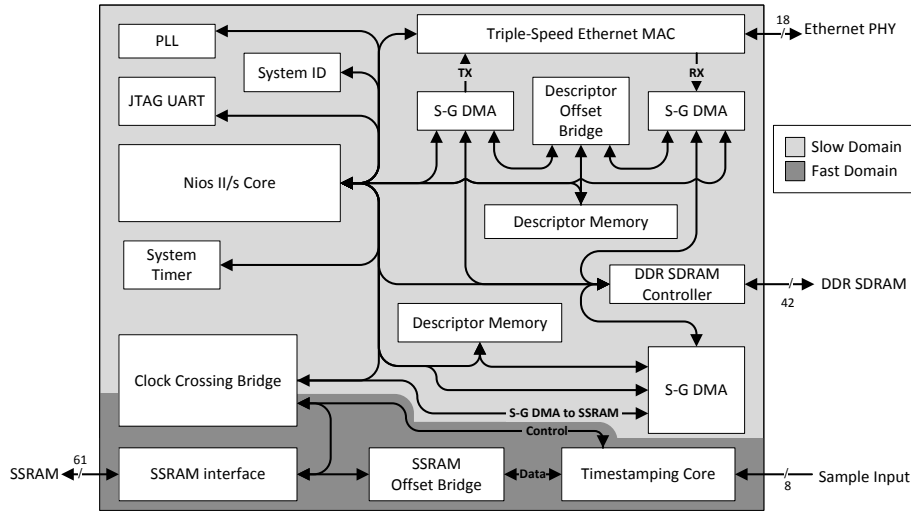 PLL
System ID
JTAG UART
Nios II/s Core
System
Timer
Clock Crossing Bridge
SSRAM interface
SSRAM
Offset Bridge
Timestamping Core
Triple-Speed Ethernet MAC
TX
RX
S-G DMA
Descriptor
Offset
Bridge
S-G DMA
Descriptor Memory
DDR SDRAM
Controller
Descriptor Memory
S-G DMA
S-G DMA to SSRAM
Control
Data
18
Ethernet PHY
Slow Domain
Fast Domain
DDR SDRAM
42
61
SSRAM
Sample Input
8